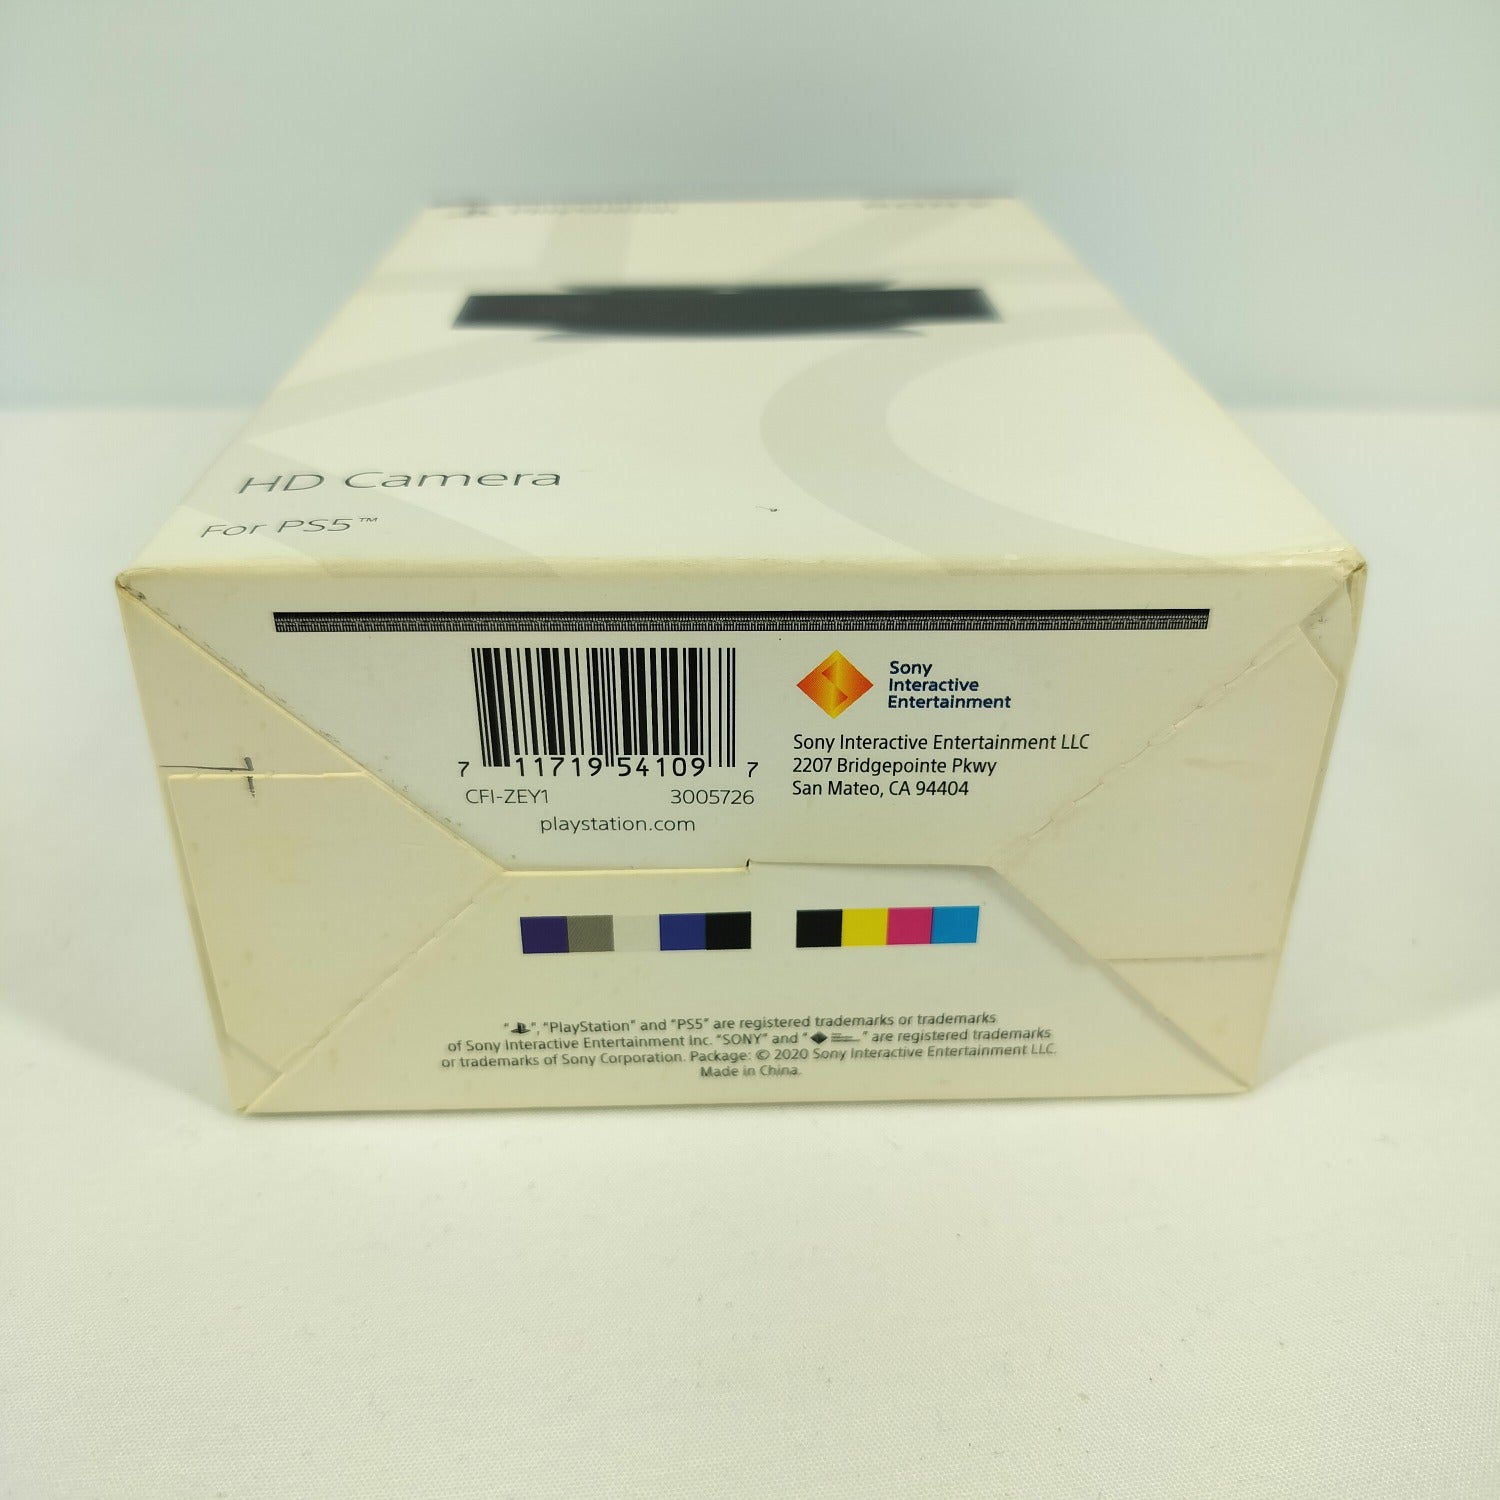 HD Camera
For PS5™
7 11719 54109 7
CFI-ZEY1 3005726
playstation.com
Sony
Interactive
Entertainment
Sony Interactive Entertainment LLC
2207 Bridgepointe Pkwy
San Mateo, CA 94404
" ", "PlayStation" and "PS5" are registered trademarks or trademarks
of Sony Interactive Entertainment Inc. "SONY" and " " are registered trademarks
or trademarks of Sony Corporation. Package: © 2020 Sony Interactive Entertainment LLC.
Made in China.